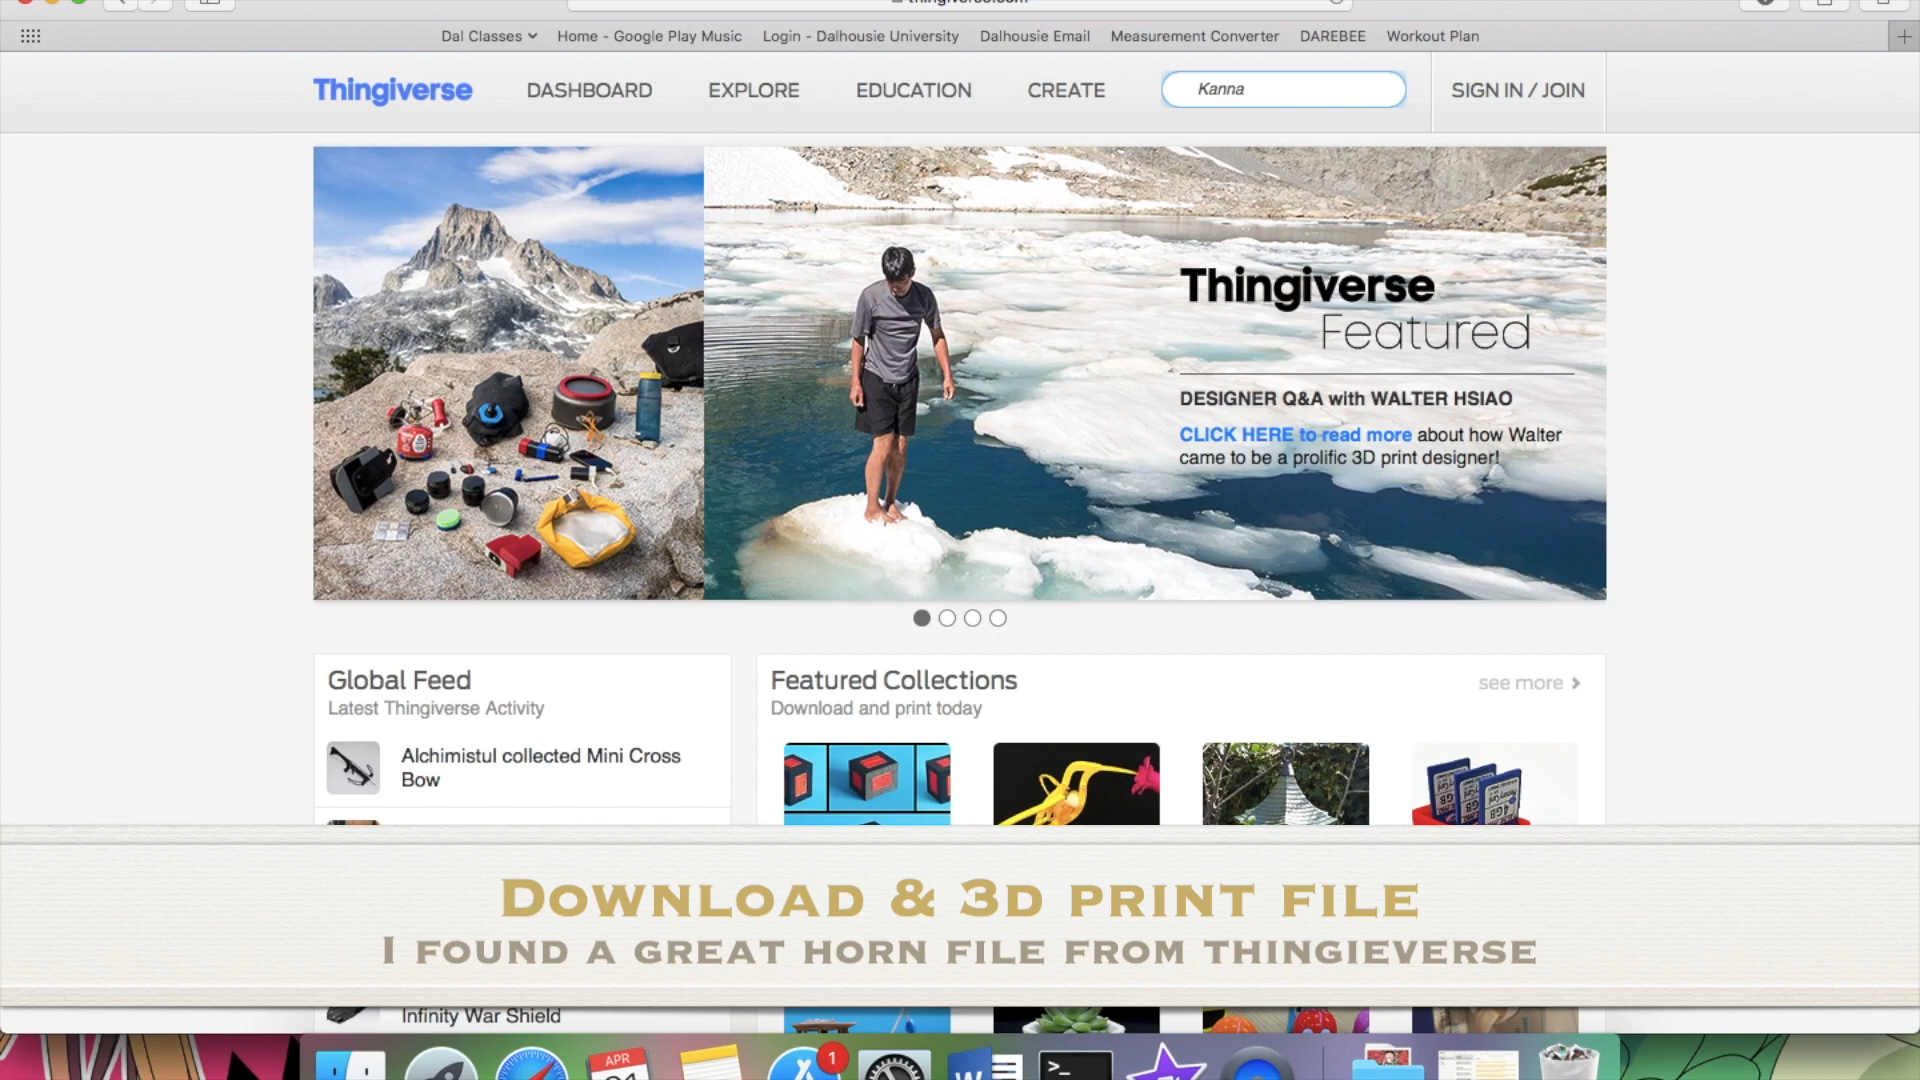 thingiverse.com
Dal Classes
Home - Google Play Music
Login - Dalhousie University
Dalhousie Email
Measurement Converter
DAREBEE
Workout Plan
Thingiverse
DASHBOARD
EXPLORE
EDUCATION
CREATE
Kanna
SIGN IN / JOIN
Thingiverse
Featured
DESIGNER Q&A with WALTER HSIAO
CLICK HERE to read more about how Walter
came to be a prolific 3D print designer!
Global Feed
Latest Thingiverse Activity
Alchimistul collected Mini Cross
Bow
Featured Collections
Download and print today
see more
Download & 3d print file
I found a great horn file from thingieverse
Infinity War Shield
APR
1
W
>_